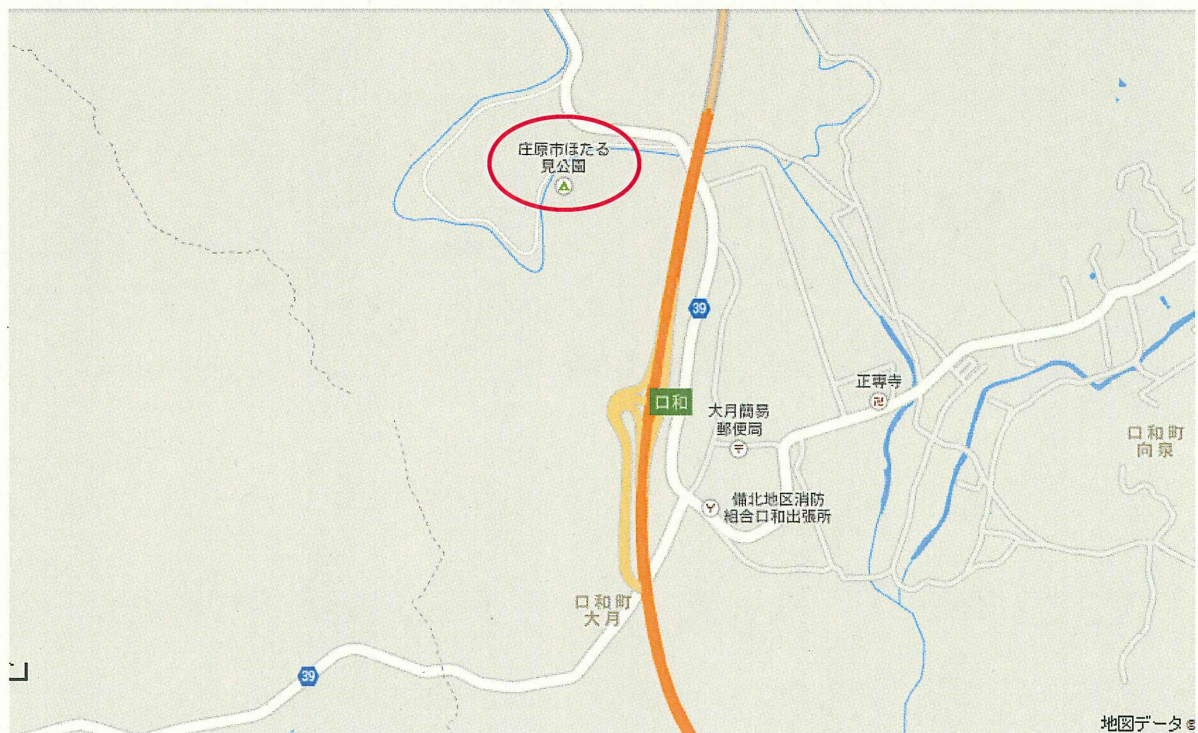 庄原市ほたる
見公園
39
口和
正専寺
大月簡易
郵便局
口和町
向泉
備北地区消防
組合口和出張所
口和町
大月
39
地図データ ©